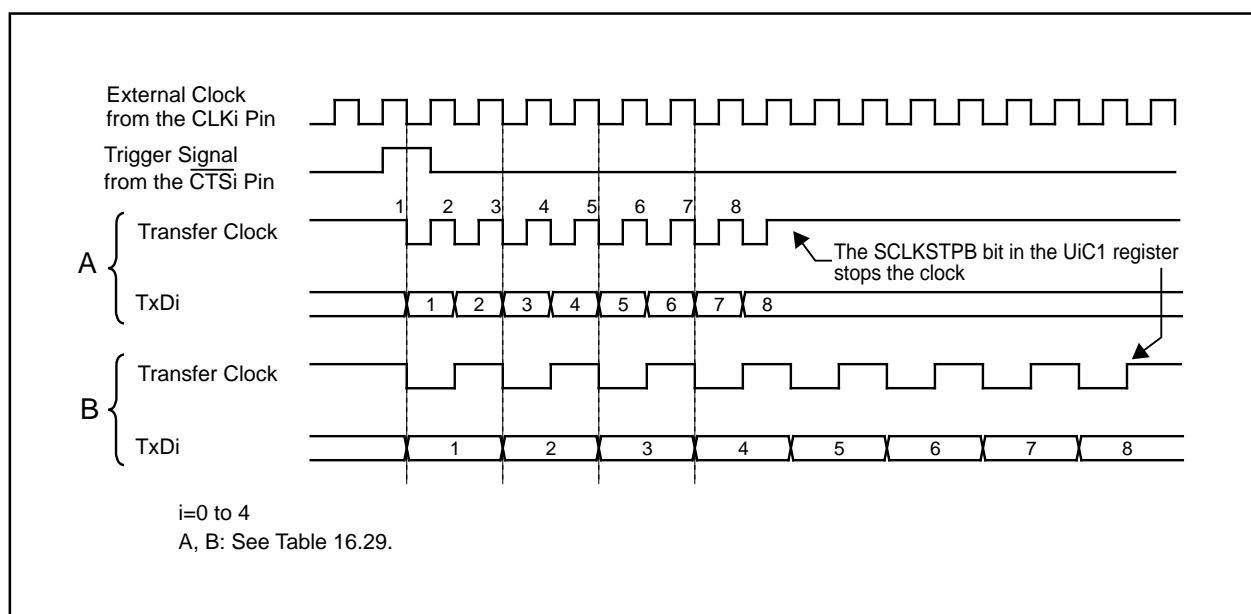 External Clock
from the CLKi Pin
Trigger Signal
from the CTSi Pin
1 2 3 4 5 6 7 8
A
Transfer Clock
The SCLKSTPB bit in the UiC1 register
stops the clock
TxDi
1 2 3 4 5 6 7 8
B
Transfer Clock
TxDi
1 2 3 4 5 6 7 8
i=0 to 4
A, B: See Table 16.29.